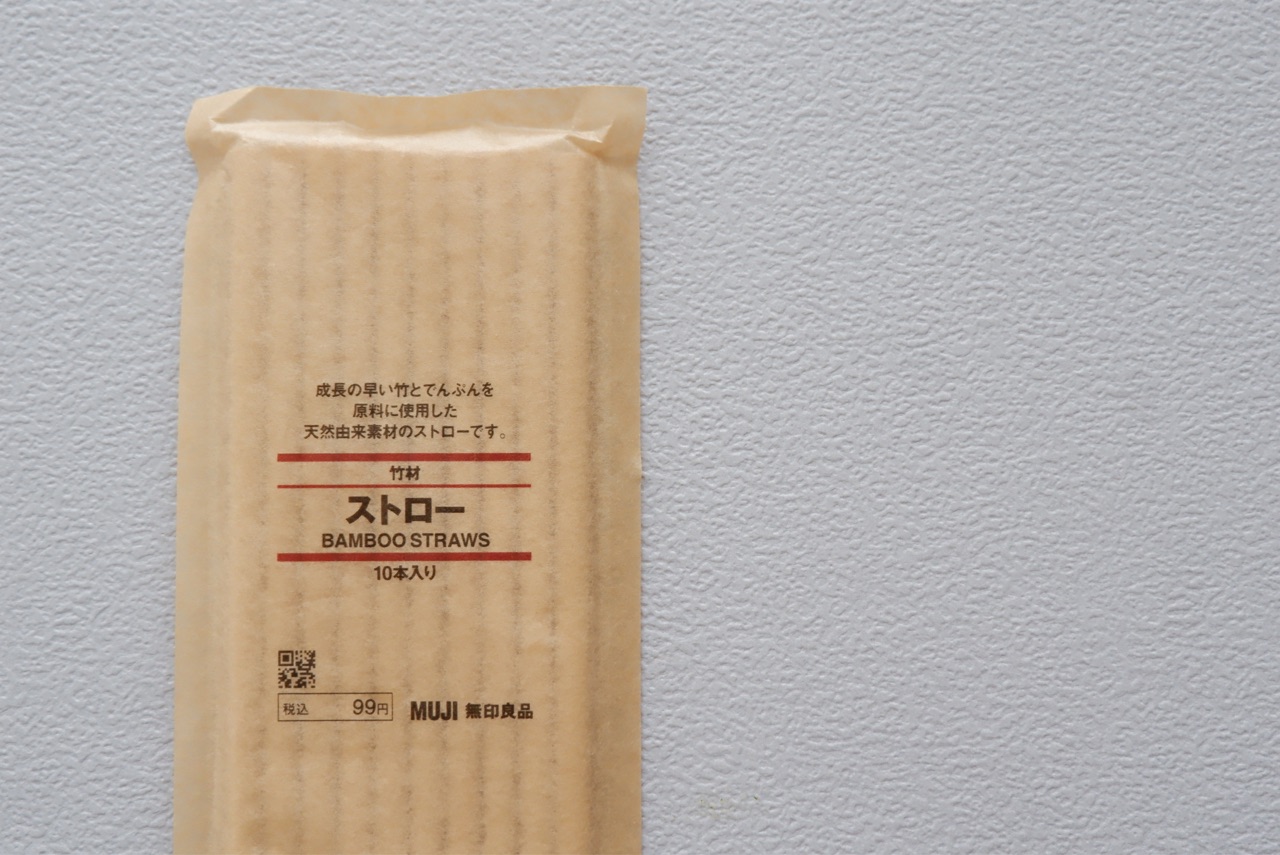 成長の早い竹とでんぷんを
原料に使用した
天然由来素材のストローです。
竹材
ストロー
BAMBOO STRAWS
10本入り
税込 99円
MUJI 無印良品